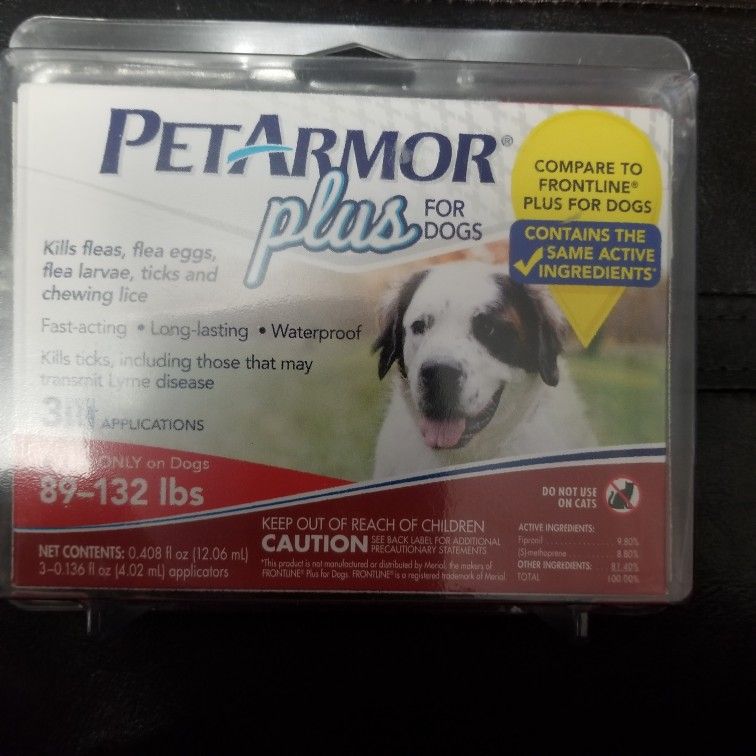 PETARMOR®
plus FOR DOGS
COMPARE TO
FRONTLINE®
PLUS FOR DOGS
CONTAINS THE
SAME ACTIVE
INGREDIENTS*
Kills fleas, flea eggs,
flea larvae, ticks and
chewing lice
Fast-acting • Long-lasting • Waterproof
Kills ticks, including those that may
transmit Lyme disease
3 APPLICATIONS
ONLY on Dogs
89–132 lbs
DO NOT USE
ON CATS
NET CONTENTS: 0.408 fl oz (12.06 mL)
3–0.136 fl oz (4.02 mL) applicators
KEEP OUT OF REACH OF CHILDREN
CAUTION SEE BACK LABEL FOR ADDITIONAL
PRECAUTIONARY STATEMENTS
*This product is not manufactured or distributed by Merial, the makers of
FRONTLINE® Plus for Dogs. FRONTLINE® is a registered trademark of Merial.
ACTIVE INGREDIENTS:
Fipronil 9.80%
(S)-methoprene 8.80%
OTHER INGREDIENTS: 81.40%
TOTAL 100.00%